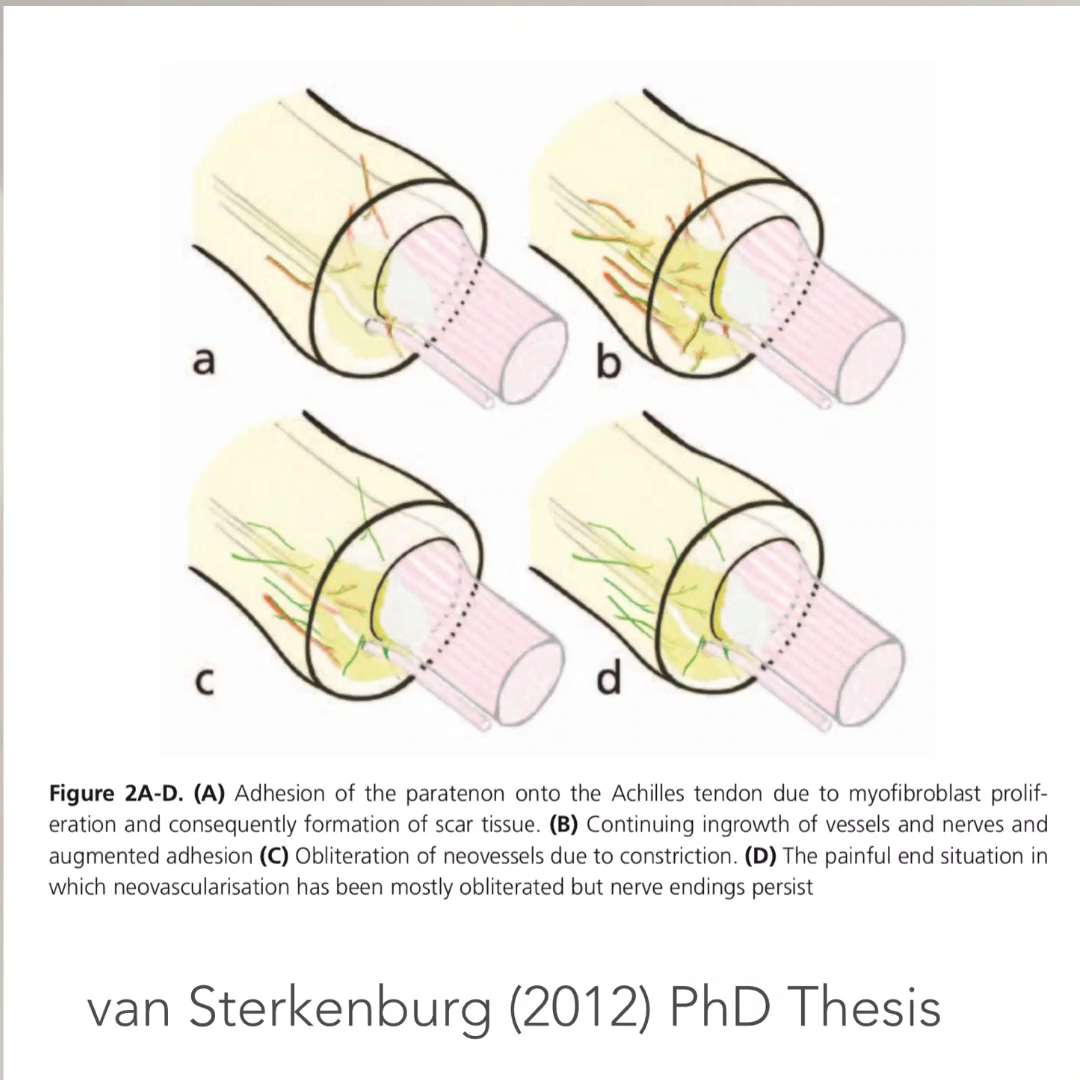 a
b
c
d
Figure 2A-D. (A) Adhesion of the paratenon onto the Achilles tendon due to myofibroblast prolif-
eration and consequently formation of scar tissue. (B) Continuing ingrowth of vessels and nerves and
augmented adhesion (C) Obliteration of neovessels due to constriction. (D) The painful end situation in
which neovascularisation has been mostly obliterated but nerve endings persist
van Sterkenburg (2012) PhD Thesis